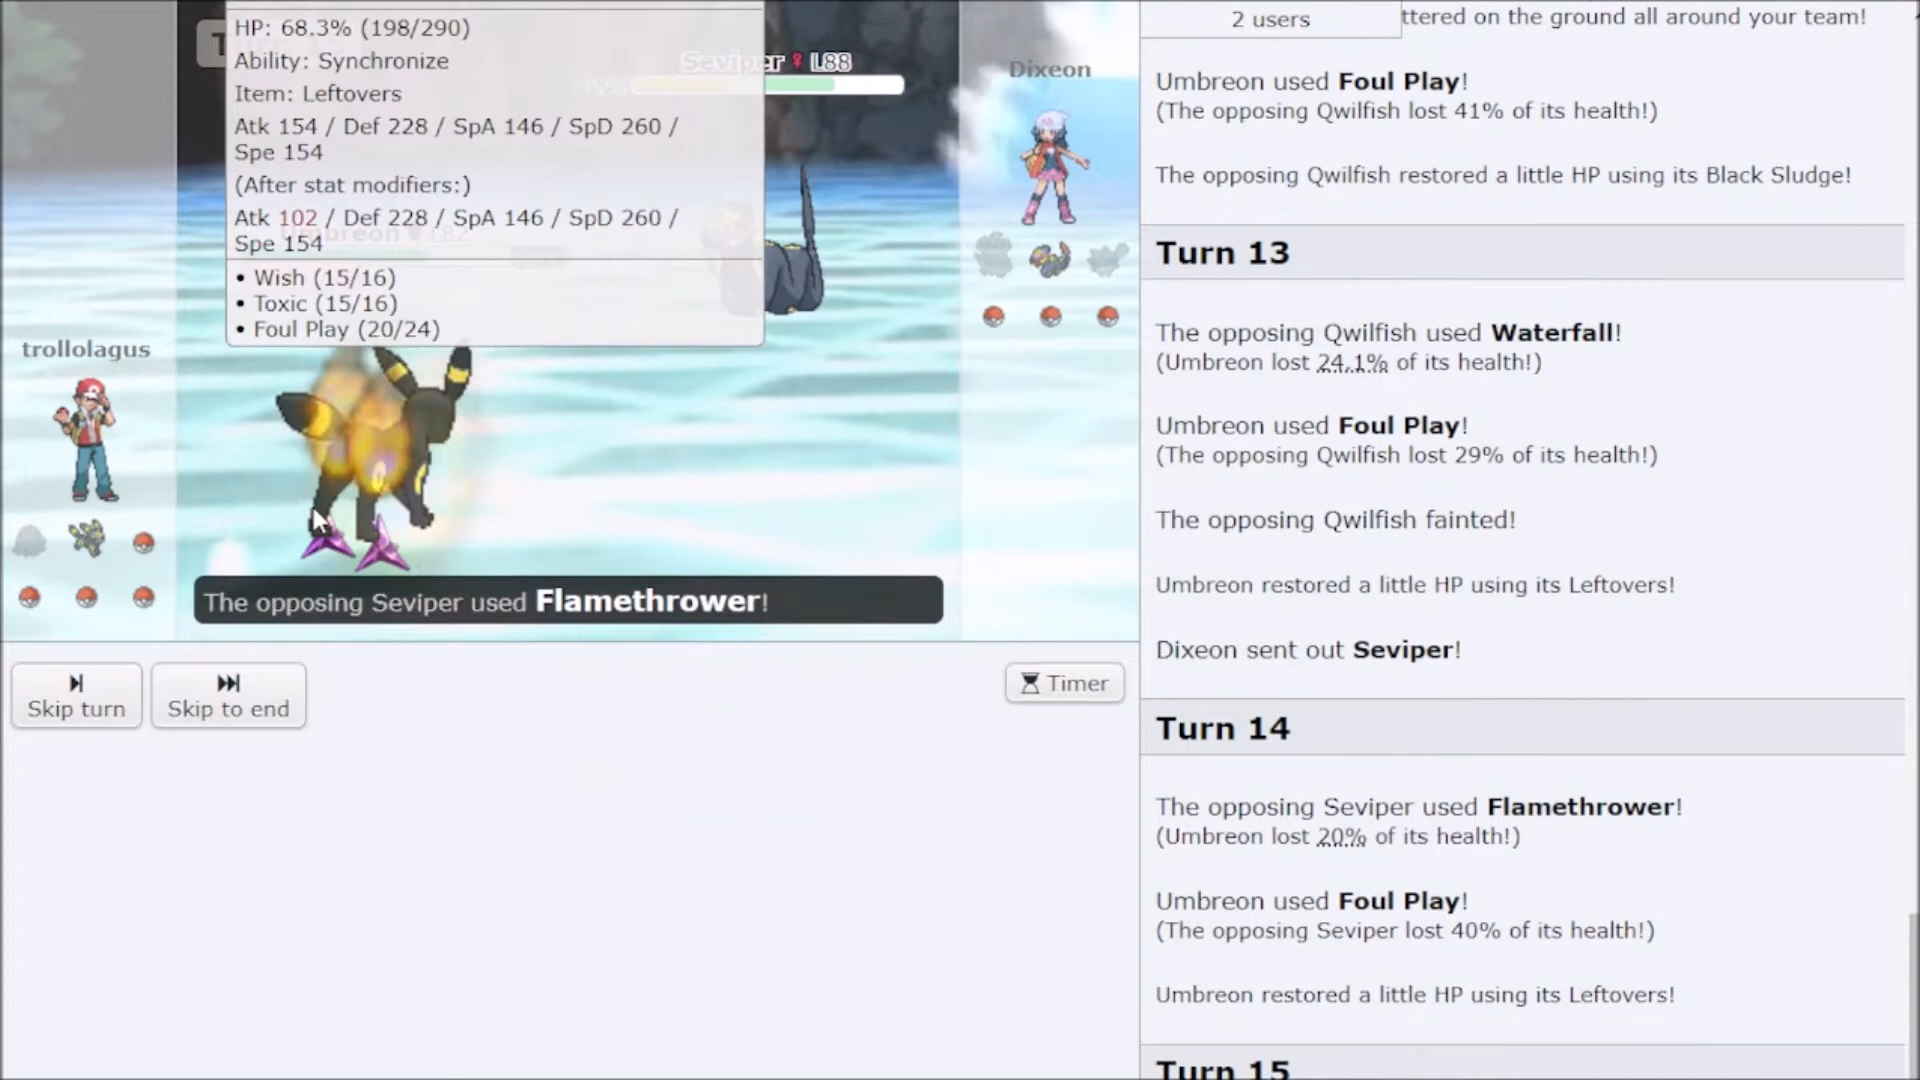 HP: 68.3% (198/290)
Ability: Synchronize
Item: Leftovers
Atk 154 / Def 228 / SpA 146 / SpD 260 /
Spe 154
(After stat modifiers:)
Atk 102 / Def 228 / SpA 146 / SpD 260 /
Spe 154
• Wish (15/16)
• Toxic (15/16)
• Foul Play (20/24)
Seviper L88
Umbreon L82
Dixeon
trollolagus
The opposing Seviper used Flamethrower!
Skip turn
Skip to end
Timer
2 users
ttered on the ground all around your team!
Umbreon used Foul Play!
(The opposing Qwilfish lost 41% of its health!)
The opposing Qwilfish restored a little HP using its Black Sludge!
Turn 13
The opposing Qwilfish used Waterfall!
(Umbreon lost 24.1% of its health!)
Umbreon used Foul Play!
(The opposing Qwilfish lost 29% of its health!)
The opposing Qwilfish fainted!
Umbreon restored a little HP using its Leftovers!
Dixeon sent out Seviper!
Turn 14
The opposing Seviper used Flamethrower!
(Umbreon lost 20% of its health!)
Umbreon used Foul Play!
(The opposing Seviper lost 40% of its health!)
Umbreon restored a little HP using its Leftovers!
Turn 15